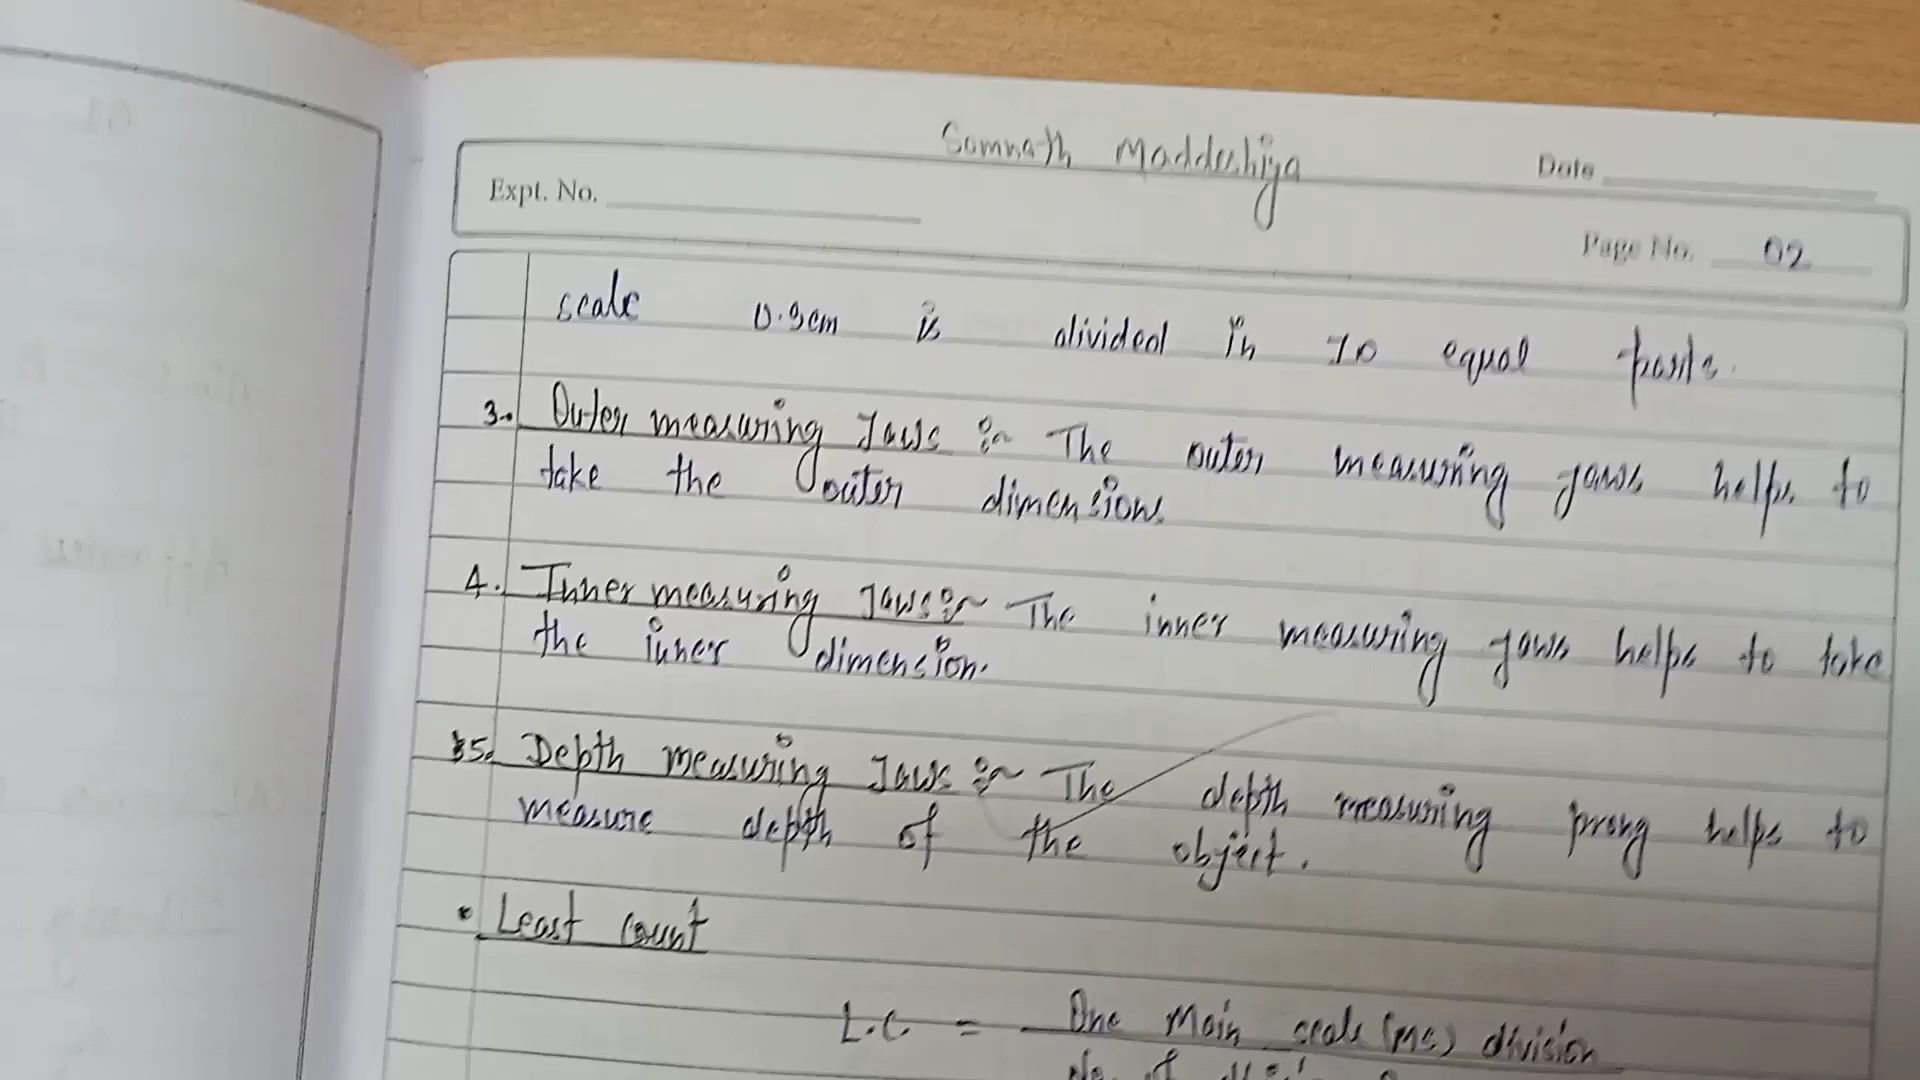 Somnath Maddeshiya
Date
Expt. No.
Page No. 02
scale 0.9cm is divided in 10 equal parts.
3. Outer measuring Jaws :- The outer measuring jaws helps to
take the outer dimensions.
4. Inner measuring Jaws :- The inner measuring jaws helps to take
the inner dimension.
5. Depth measuring Jaws :- The depth measuring prong helps to
measure depth of the object.
• Least count
L.C. = One Main scale (MS) division
No. of